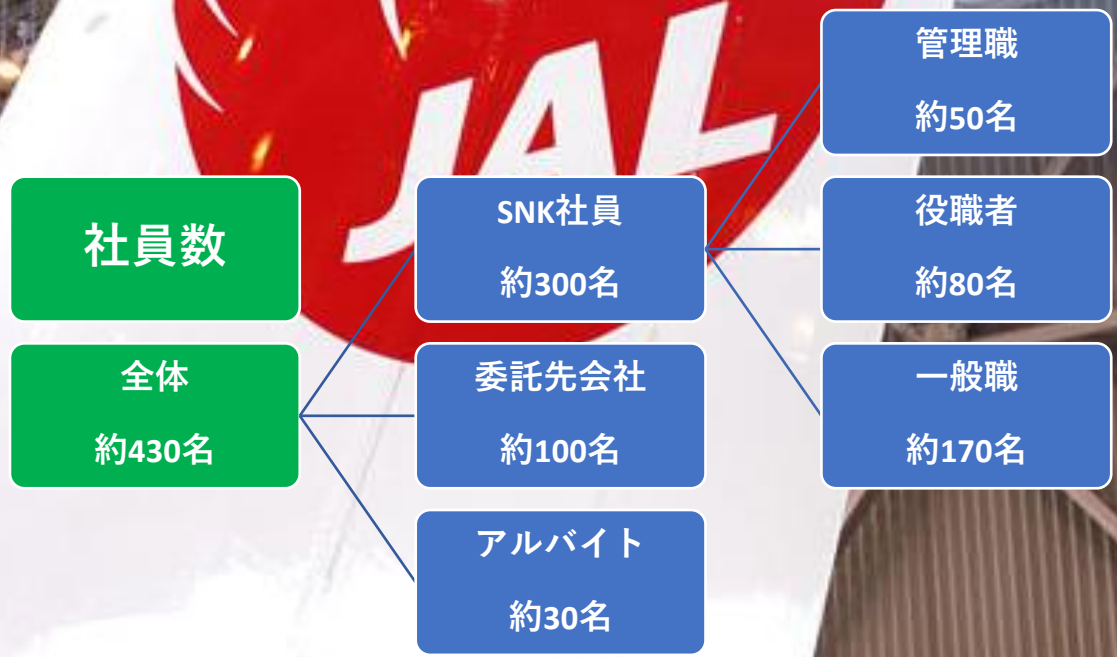 JAL
社員数
全体
約430名
SNK社員
約300名
委託先会社
約100名
アルバイト
約30名
管理職
約50名
役職者
約80名
一般職
約170名